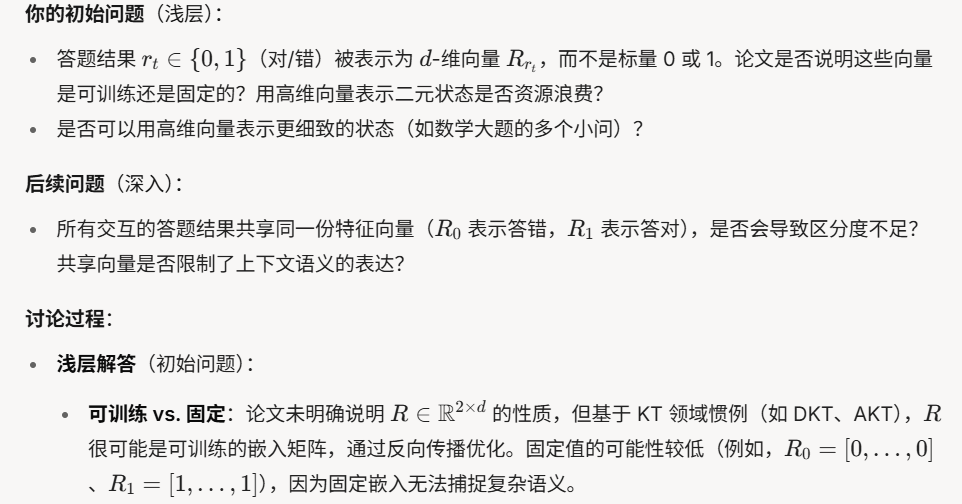 你的初始问题（浅层）：
• 答题结果 $r_t \in \{0, 1\}$（对/错）被表示为 $d$-维向量 $R_{r_t}$，而不是标量 0 或 1。论文是否说明这些向量
是可训练还是固定的？用高维向量表示二元状态是否资源浪费？
• 是否可以用高维向量表示更细致的状态（如数学大题的多个小问）？
后续问题（深入）：
• 所有交互的答题结果共享同一份特征向量（$R_0$ 表示答错，$R_1$ 表示答对），是否会导致区分度不足？
共享向量是否限制了上下文语义的表达？
讨论过程：
• 浅层解答（初始问题）：
• 可训练 vs. 固定：论文未明确说明 $R \in \mathbb{R}^{2 \times d}$ 的性质，但基于 KT 领域惯例（如 DKT、AKT），$R$
很可能是可训练的嵌入矩阵，通过反向传播优化。固定值的可能性较低（例如，$R_0 = [0, \ldots, 0]$
、$R_1 = [1, \ldots, 1]$），因为固定嵌入无法捕捉复杂语义。